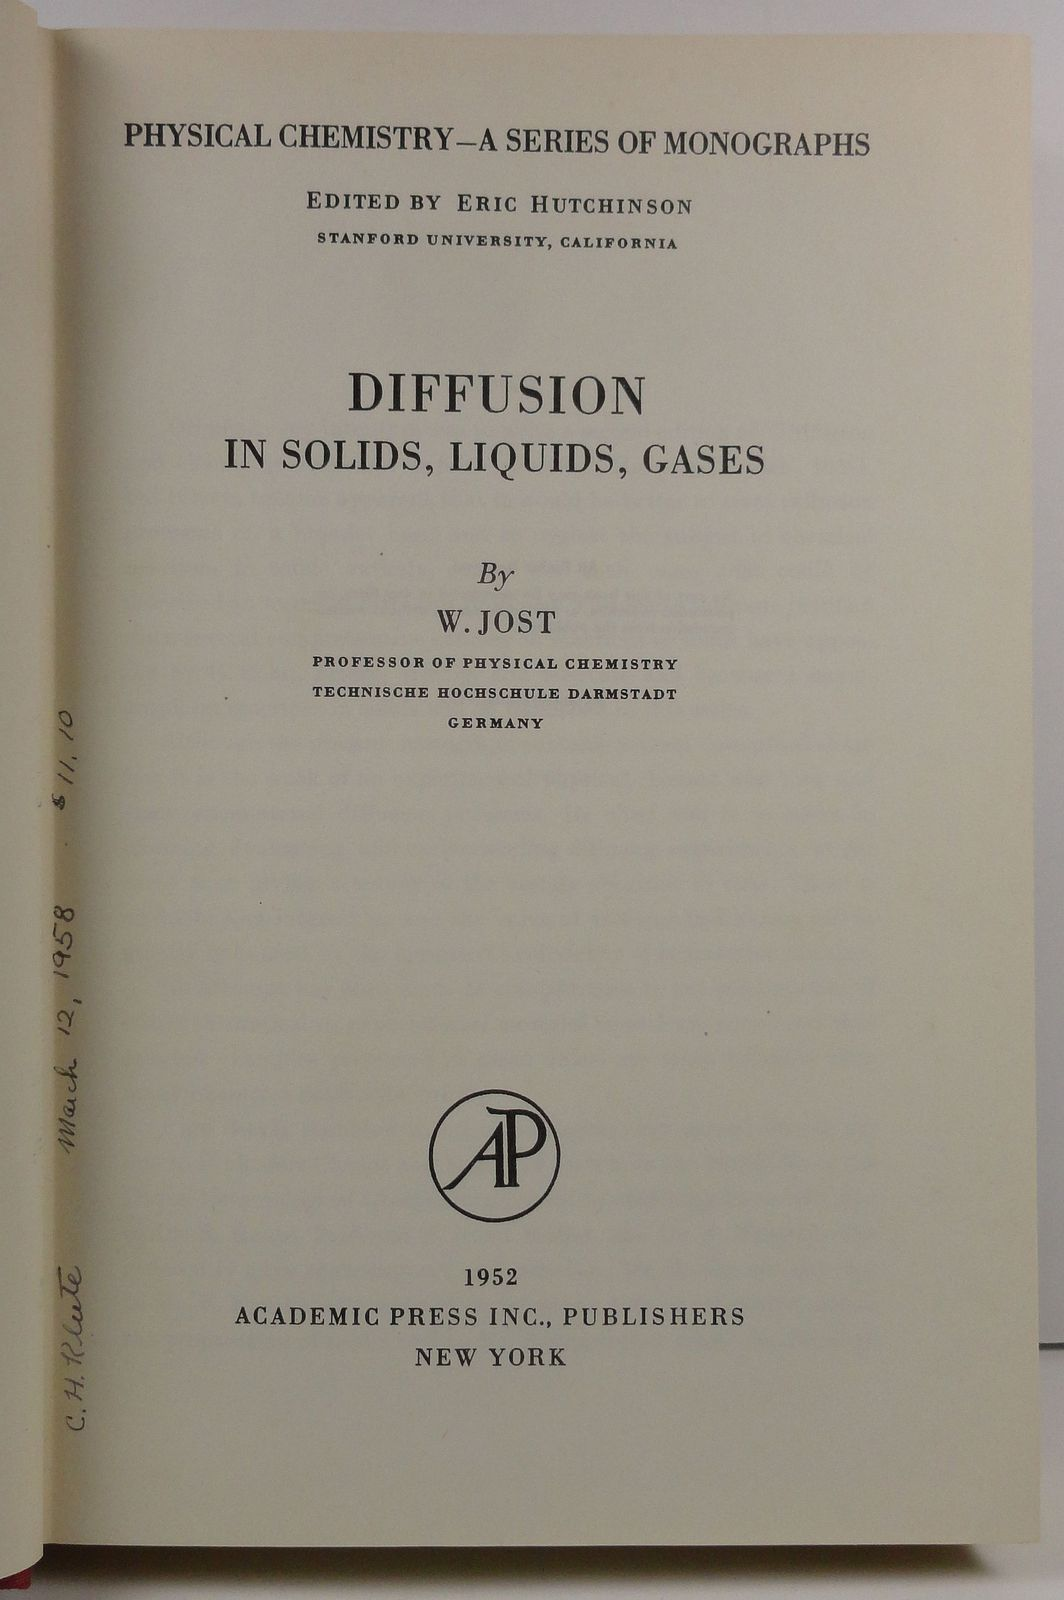 PHYSICAL CHEMISTRY—A SERIES OF MONOGRAPHS
EDITED BY ERIC HUTCHINSON
STANFORD UNIVERSITY, CALIFORNIA
DIFFUSION
IN SOLIDS, LIQUIDS, GASES
By
W. JOST
PROFESSOR OF PHYSICAL CHEMISTRY
TECHNISCHE HOCHSCHULE DARMSTADT
GERMANY
AP
1952
ACADEMIC PRESS INC., PUBLISHERS
NEW YORK
C. H. Klute March 12, 1958 $ 11.10